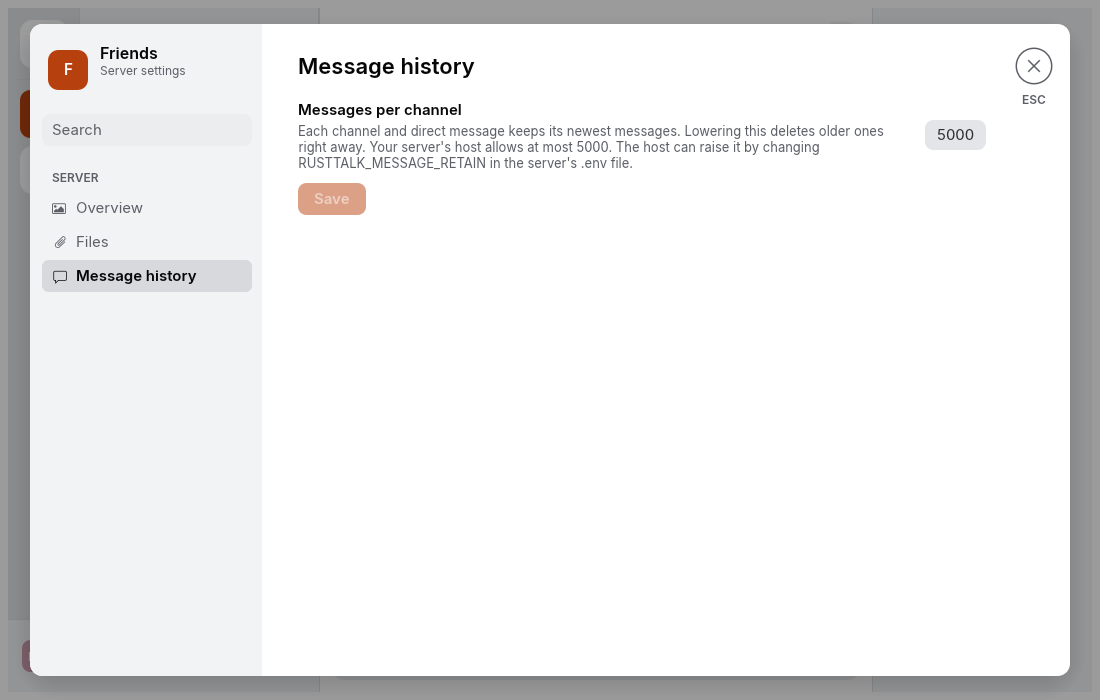 F
Friends
Server settings
Search
SERVER
Overview
Files
Message history
Message history
Messages per channel
Each channel and direct message keeps its newest messages. Lowering this deletes older ones
right away. Your server's host allows at most 5000. The host can raise it by changing
RUSTTALK_MESSAGE_RETAIN in the server's .env file.
5000
Save
ESC